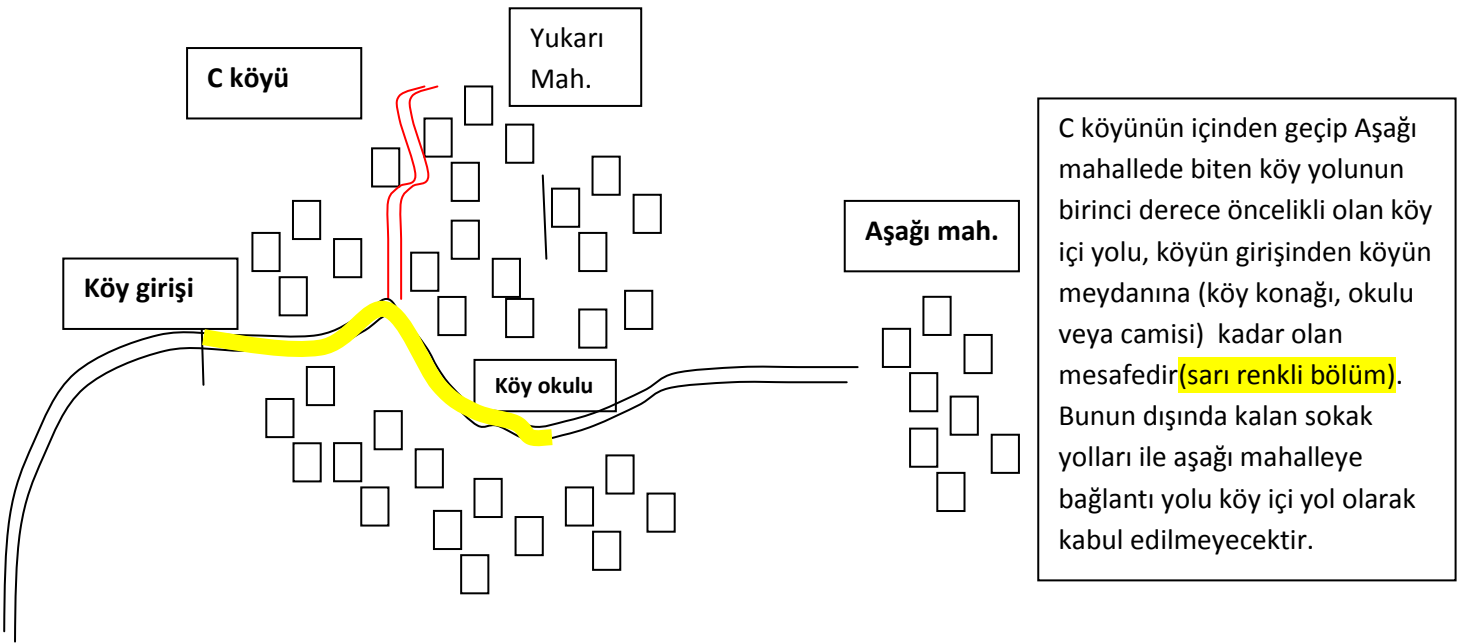 C köyü
Yukarı
Mah.
Köy girişi
Köy okulu
Aşağı mah.
C köyünün içinden geçip Aşağı
mahallede biten köy yolunun
birinci derece öncelikli olan köy
içi yolu, köyün girişinden köyün
meydanına (köy konağı, okulu
veya camisi)  kadar olan
mesafedir(sarı renkli bölüm).
Bunun dışında kalan sokak
yolları ile aşağı mahalleye
bağlantı yolu köy içi yol olarak
kabul edilmeyecektir.